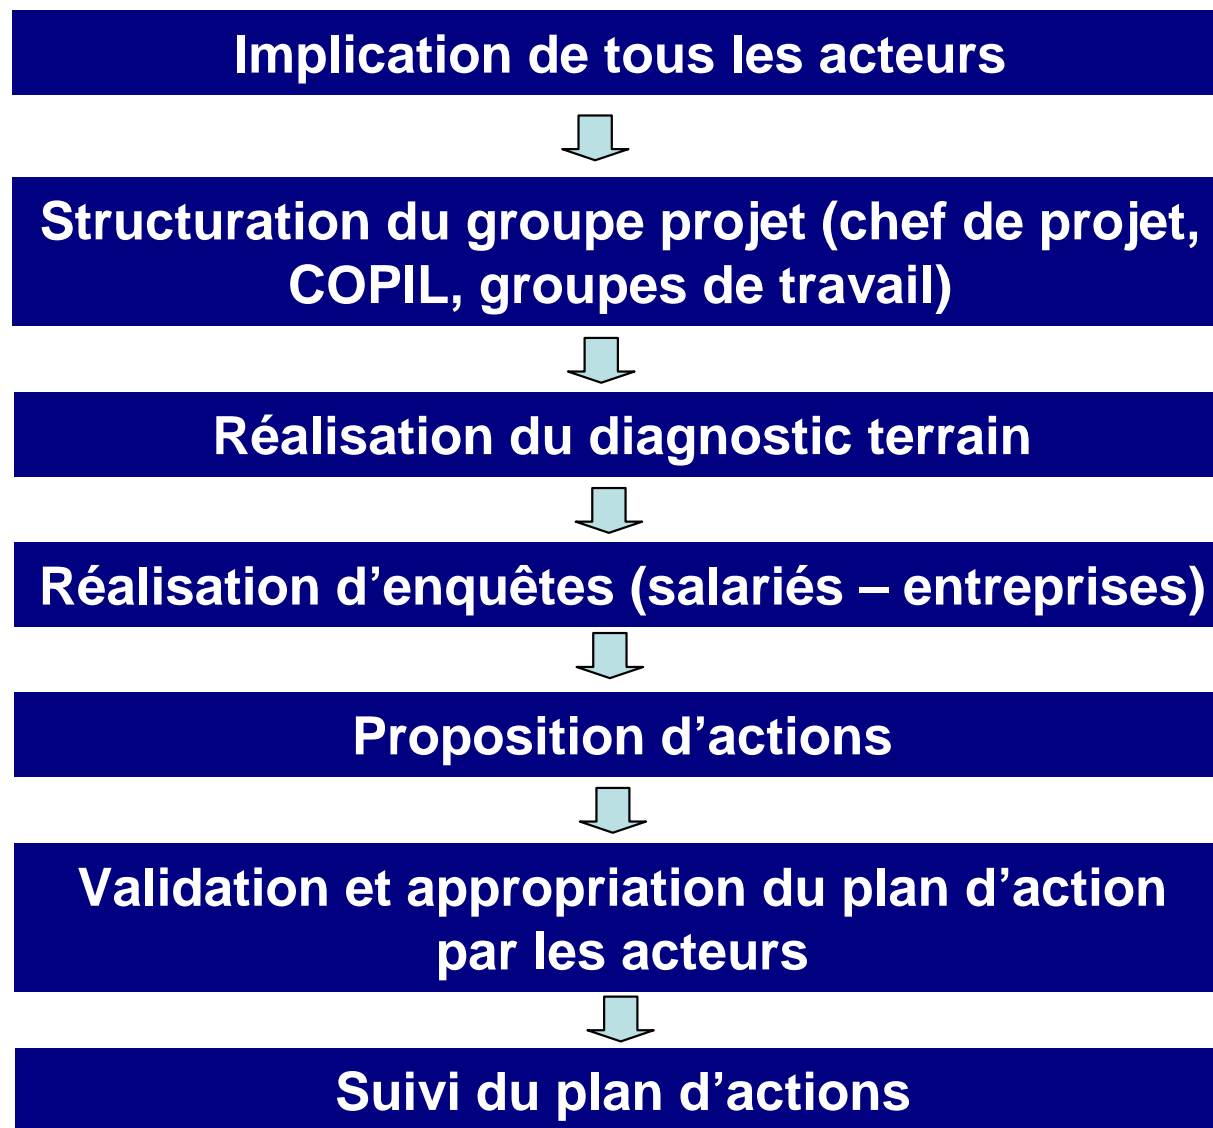 Implication de tous les acteurs
Structuration du groupe projet (chef de projet,
COPIL, groupes de travail)
Réalisation du diagnostic terrain
Réalisation d’enquêtes (salariés – entreprises)
Proposition d’actions
Validation et appropriation du plan d’action
par les acteurs
Suivi du plan d’actions